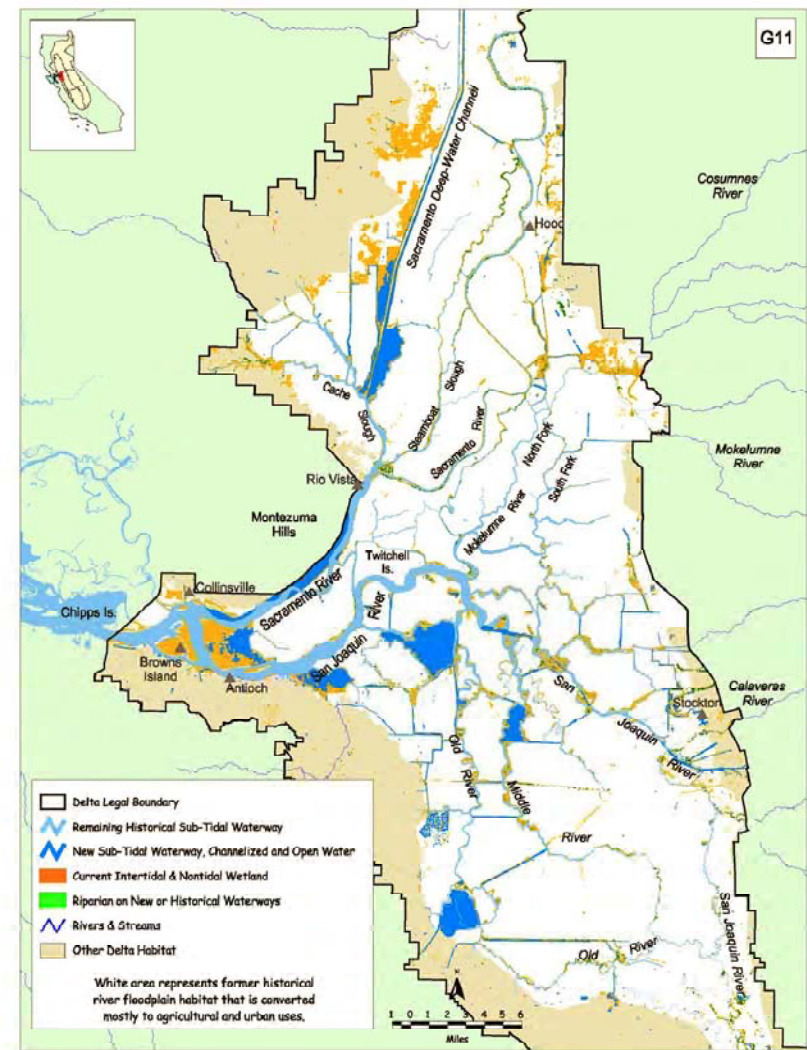 G11
Sacramento Deep-Water Channel
Cosumnes
River
Hood
Cache
Slough
Steamboat
Slough
Sacramento
River
North Fork
South Fork
Mokelumne
River
Rio Vista
Mokelumne
River
Montezuma
Hills
Twitchell
Is.
Collinsville
Sacramento River
Chipps Is.
San Joaquin
River
Browns
Island
Antioch
San
Joaquin
River
Stockton
Calaveras
River
Old
River
Middle
River
San Joaquin River
Old
River
Delta Legal Boundary
Remaining Historical Sub-Tidal Waterway
New Sub-Tidal Waterway, Channelized and Open Water
Current Intertidal & Nontidal Wetland
Riparian on New or Historical Waterways
Rivers & Streams
Other Delta Habitat
White area represents former historical
river floodplain habitat that is converted
mostly to agricultural and urban uses.
1 0 1 2 3 4 5 6
Miles